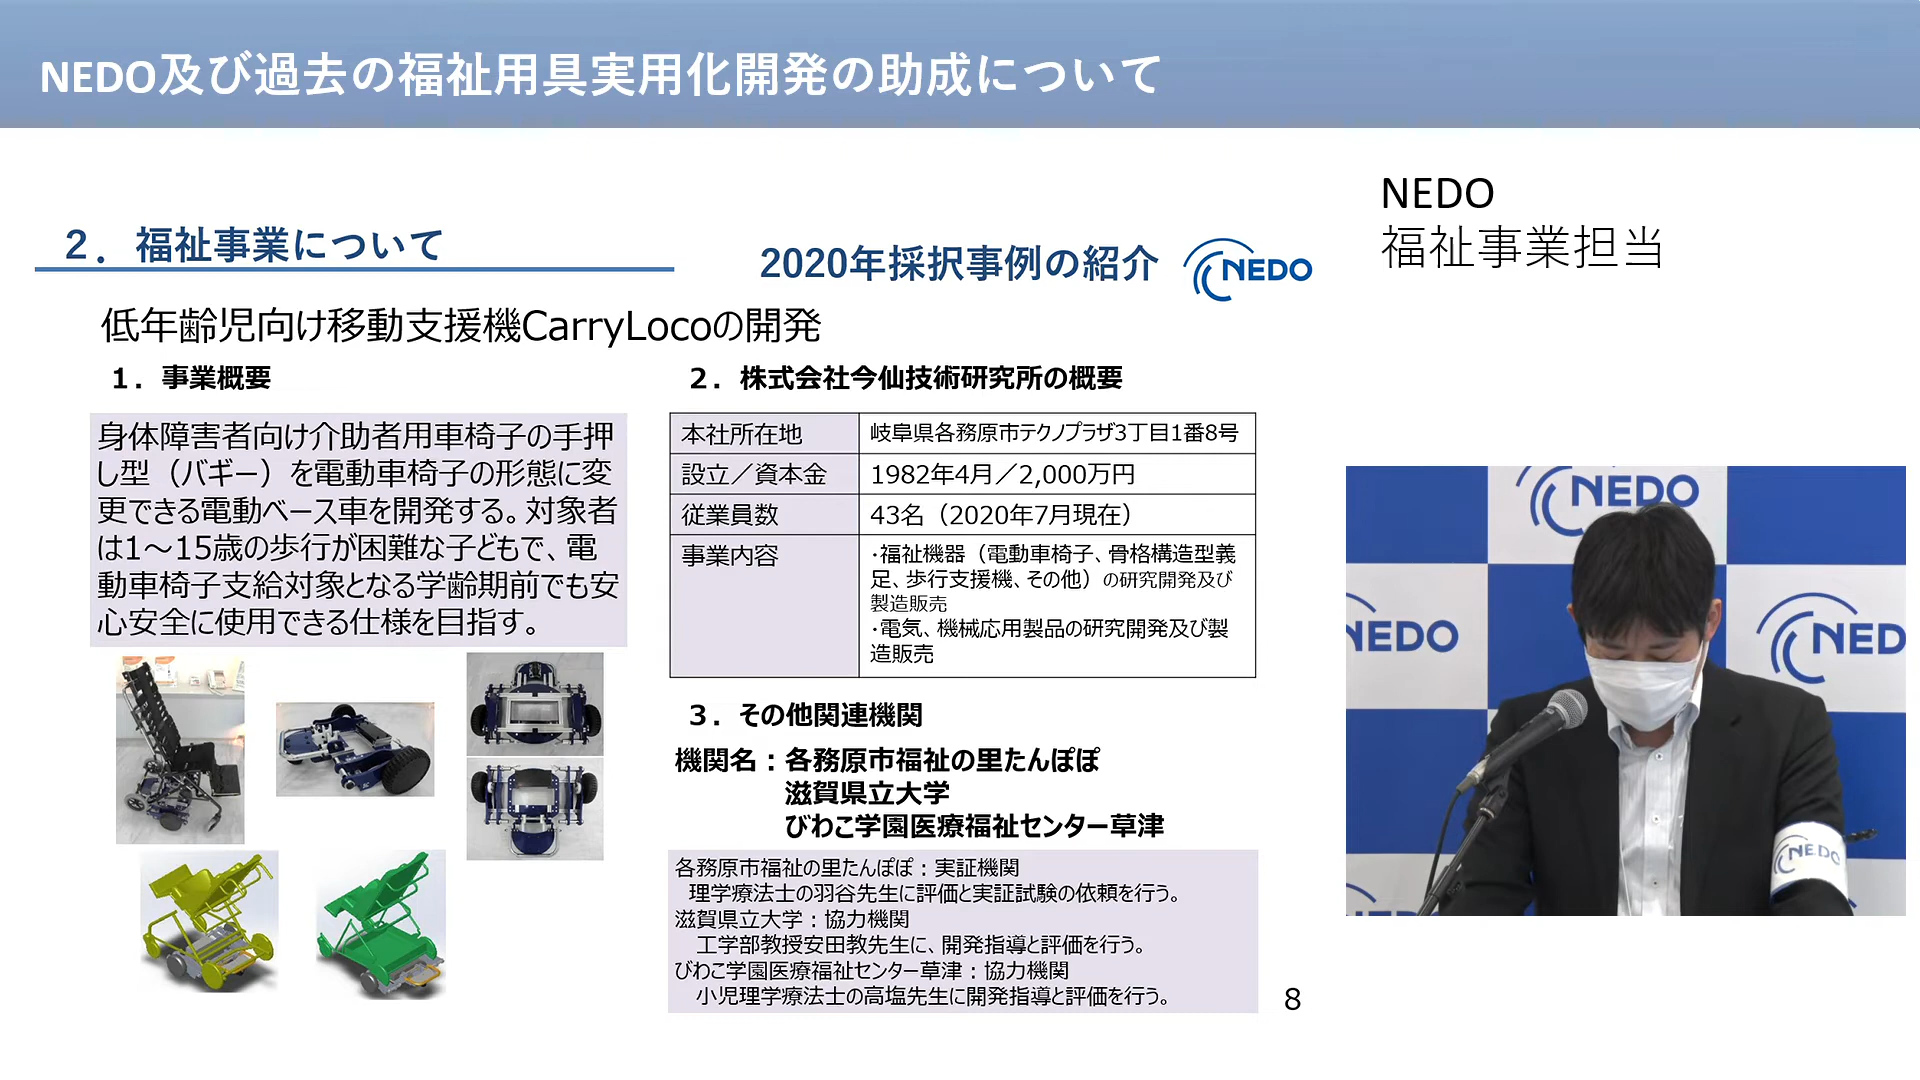 NEDO及び過去の福祉用具実用化開発の助成について
NEDO
福祉事業担当
２．福祉事業について
2020年採択事例の紹介
NEDO
低年齢児向け移動支援機CarryLocoの開発
１．事業概要
身体障害者向け介助者用車椅子の手押
し型（バギー）を電動車椅子の形態に変
更できる電動ベース車を開発する。対象者
は1～15歳の歩行が困難な子どもで、電
動車椅子支給対象となる学齢期前でも安
心安全に使用できる仕様を目指す。
２．株式会社今仙技術研究所の概要
本社所在地 岐阜県各務原市テクノプラザ3丁目1番8号
設立／資本金 1982年4月／2,000万円
従業員数 43名（2020年7月現在）
事業内容 ･福祉機器（電動車椅子、骨格構造型義
足、歩行支援機、その他）の研究開発及び
製造販売
･電気、機械応用製品の研究開発及び製
造販売
３．その他関連機関
機関名：各務原市福祉の里たんぽぽ
滋賀県立大学
びわこ学園医療福祉センター草津
各務原市福祉の里たんぽぽ：実証機関
理学療法士の羽谷先生に評価と実証試験の依頼を行う。
滋賀県立大学：協力機関
工学部教授安田教先生に、開発指導と評価を行う。
びわこ学園医療福祉センター草津：協力機関
小児理学療法士の高塩先生に開発指導と評価を行う。
8
NEDO
NEDO
NEDO
NEDO
NEDO